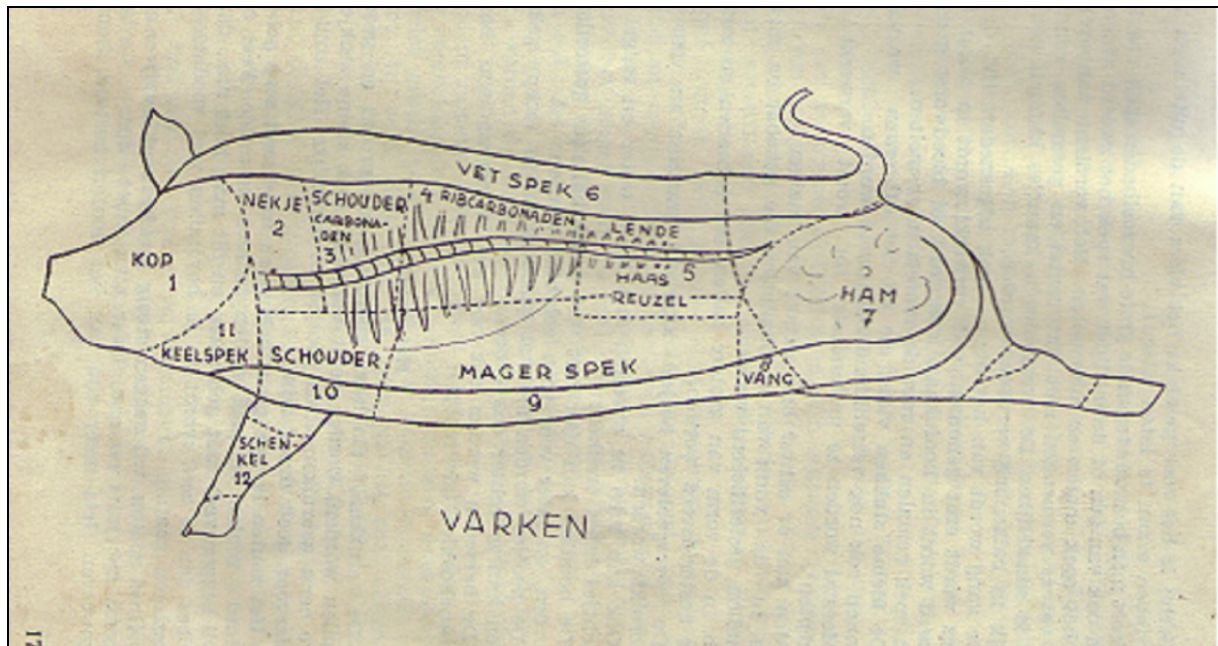 VET SPEK 6
NEKJE
2
SCHOUDER
CARBONA-
DEN
3
4 RIBCARBONADEN
LENDE
5
HAAS
REUZEL
KOP
1
HAM
7
11
KEELSPEK
SCHOUDER
10
MAGER SPEK
9
8
VANG
SCHEN-
KEL
12
VARKEN
17